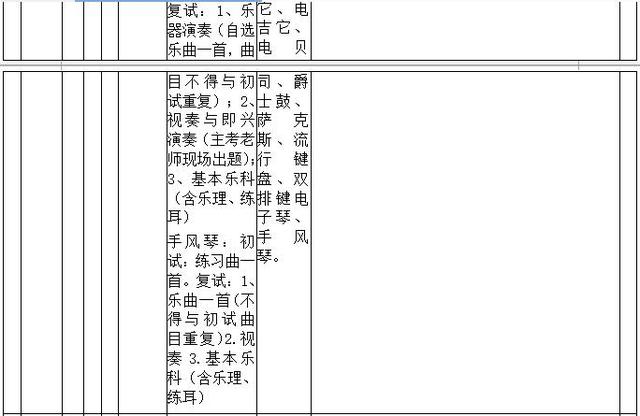 复试：1、乐
器演奏（自选
乐曲一首，曲
目不得与初
试重复）；2、
视奏与即兴
演奏（主考老
师现场出题）；
3、基本乐科
（含乐理、练
耳）
手风琴：初
试：练习曲一
首。复试：1、
乐曲一首（不
得与初试曲
目重复）2.视
奏 3.基本乐
科（含乐理、
练耳）
它、电
吉它、
电贝
司、爵
士鼓、
萨克
斯、流
行键
盘、双
排键电
子琴、
手风
琴。